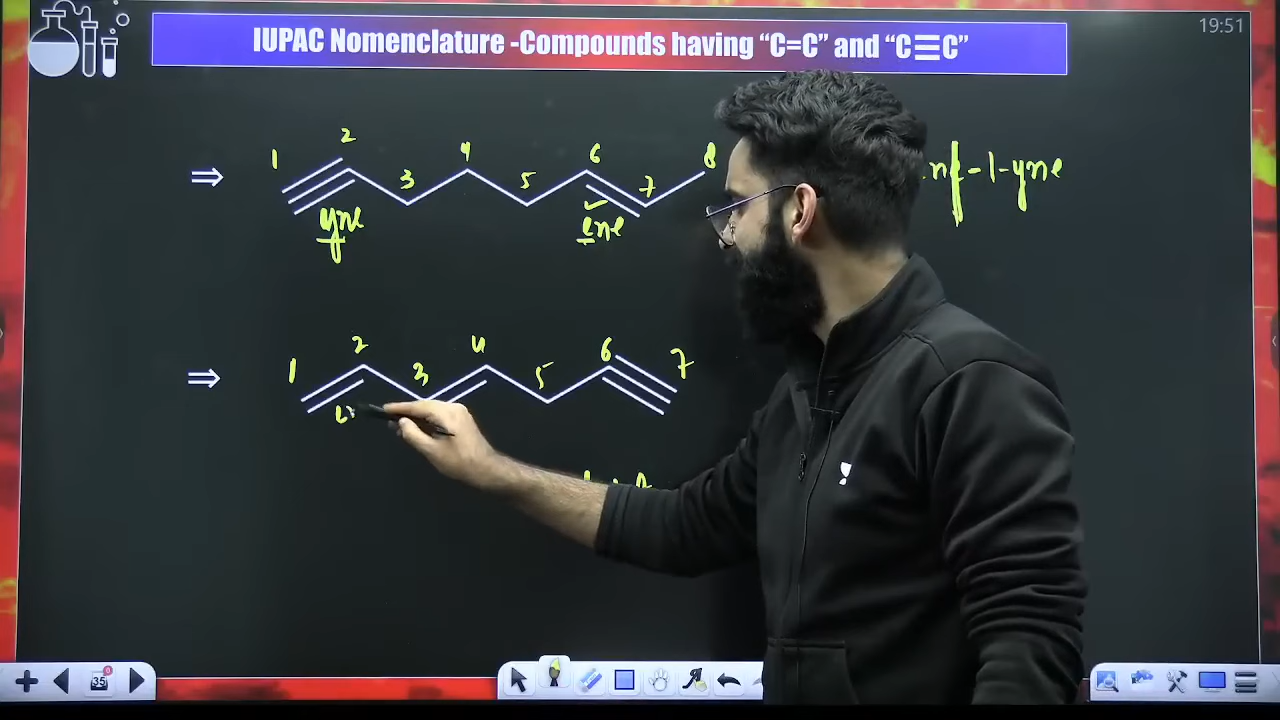 19:51
IUPAC Nomenclature -Compounds having “C=C” and “C≡C”
1 2 3 4 5 6 7 8
ne - 1 - yne
yne ene
1 2 3 4 5 6 7
35